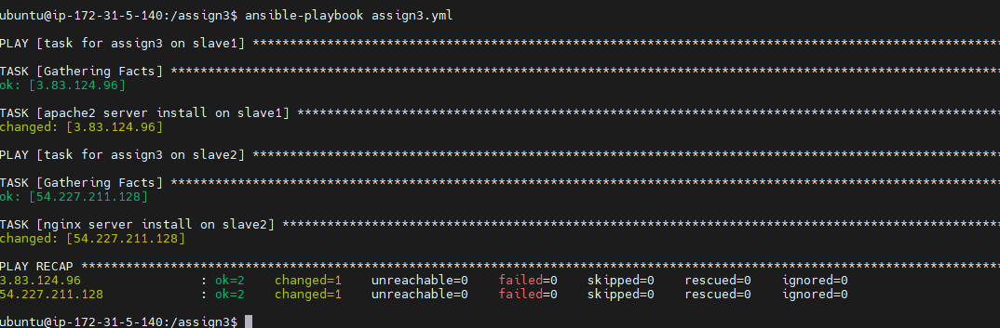 ubuntu@ip-172-31-5-140:/assign3$ ansible-playbook assign3.yml
PLAY [task for assign3 on slave1] ****************************************************************************************************
TASK [Gathering Facts] ***************************************************************************************************************
ok: [3.83.124.96]
TASK [apache2 server install on slave1] **********************************************************************************************
changed: [3.83.124.96]
PLAY [task for assign3 on slave2] ****************************************************************************************************
TASK [Gathering Facts] ***************************************************************************************************************
ok: [54.227.211.128]
TASK [nginx server install on slave2] ************************************************************************************************
changed: [54.227.211.128]
PLAY RECAP ***************************************************************************************************************************
3.83.124.96                : ok=2    changed=1    unreachable=0    failed=0    skipped=0    rescued=0    ignored=0
54.227.211.128             : ok=2    changed=1    unreachable=0    failed=0    skipped=0    rescued=0    ignored=0
ubuntu@ip-172-31-5-140:/assign3$